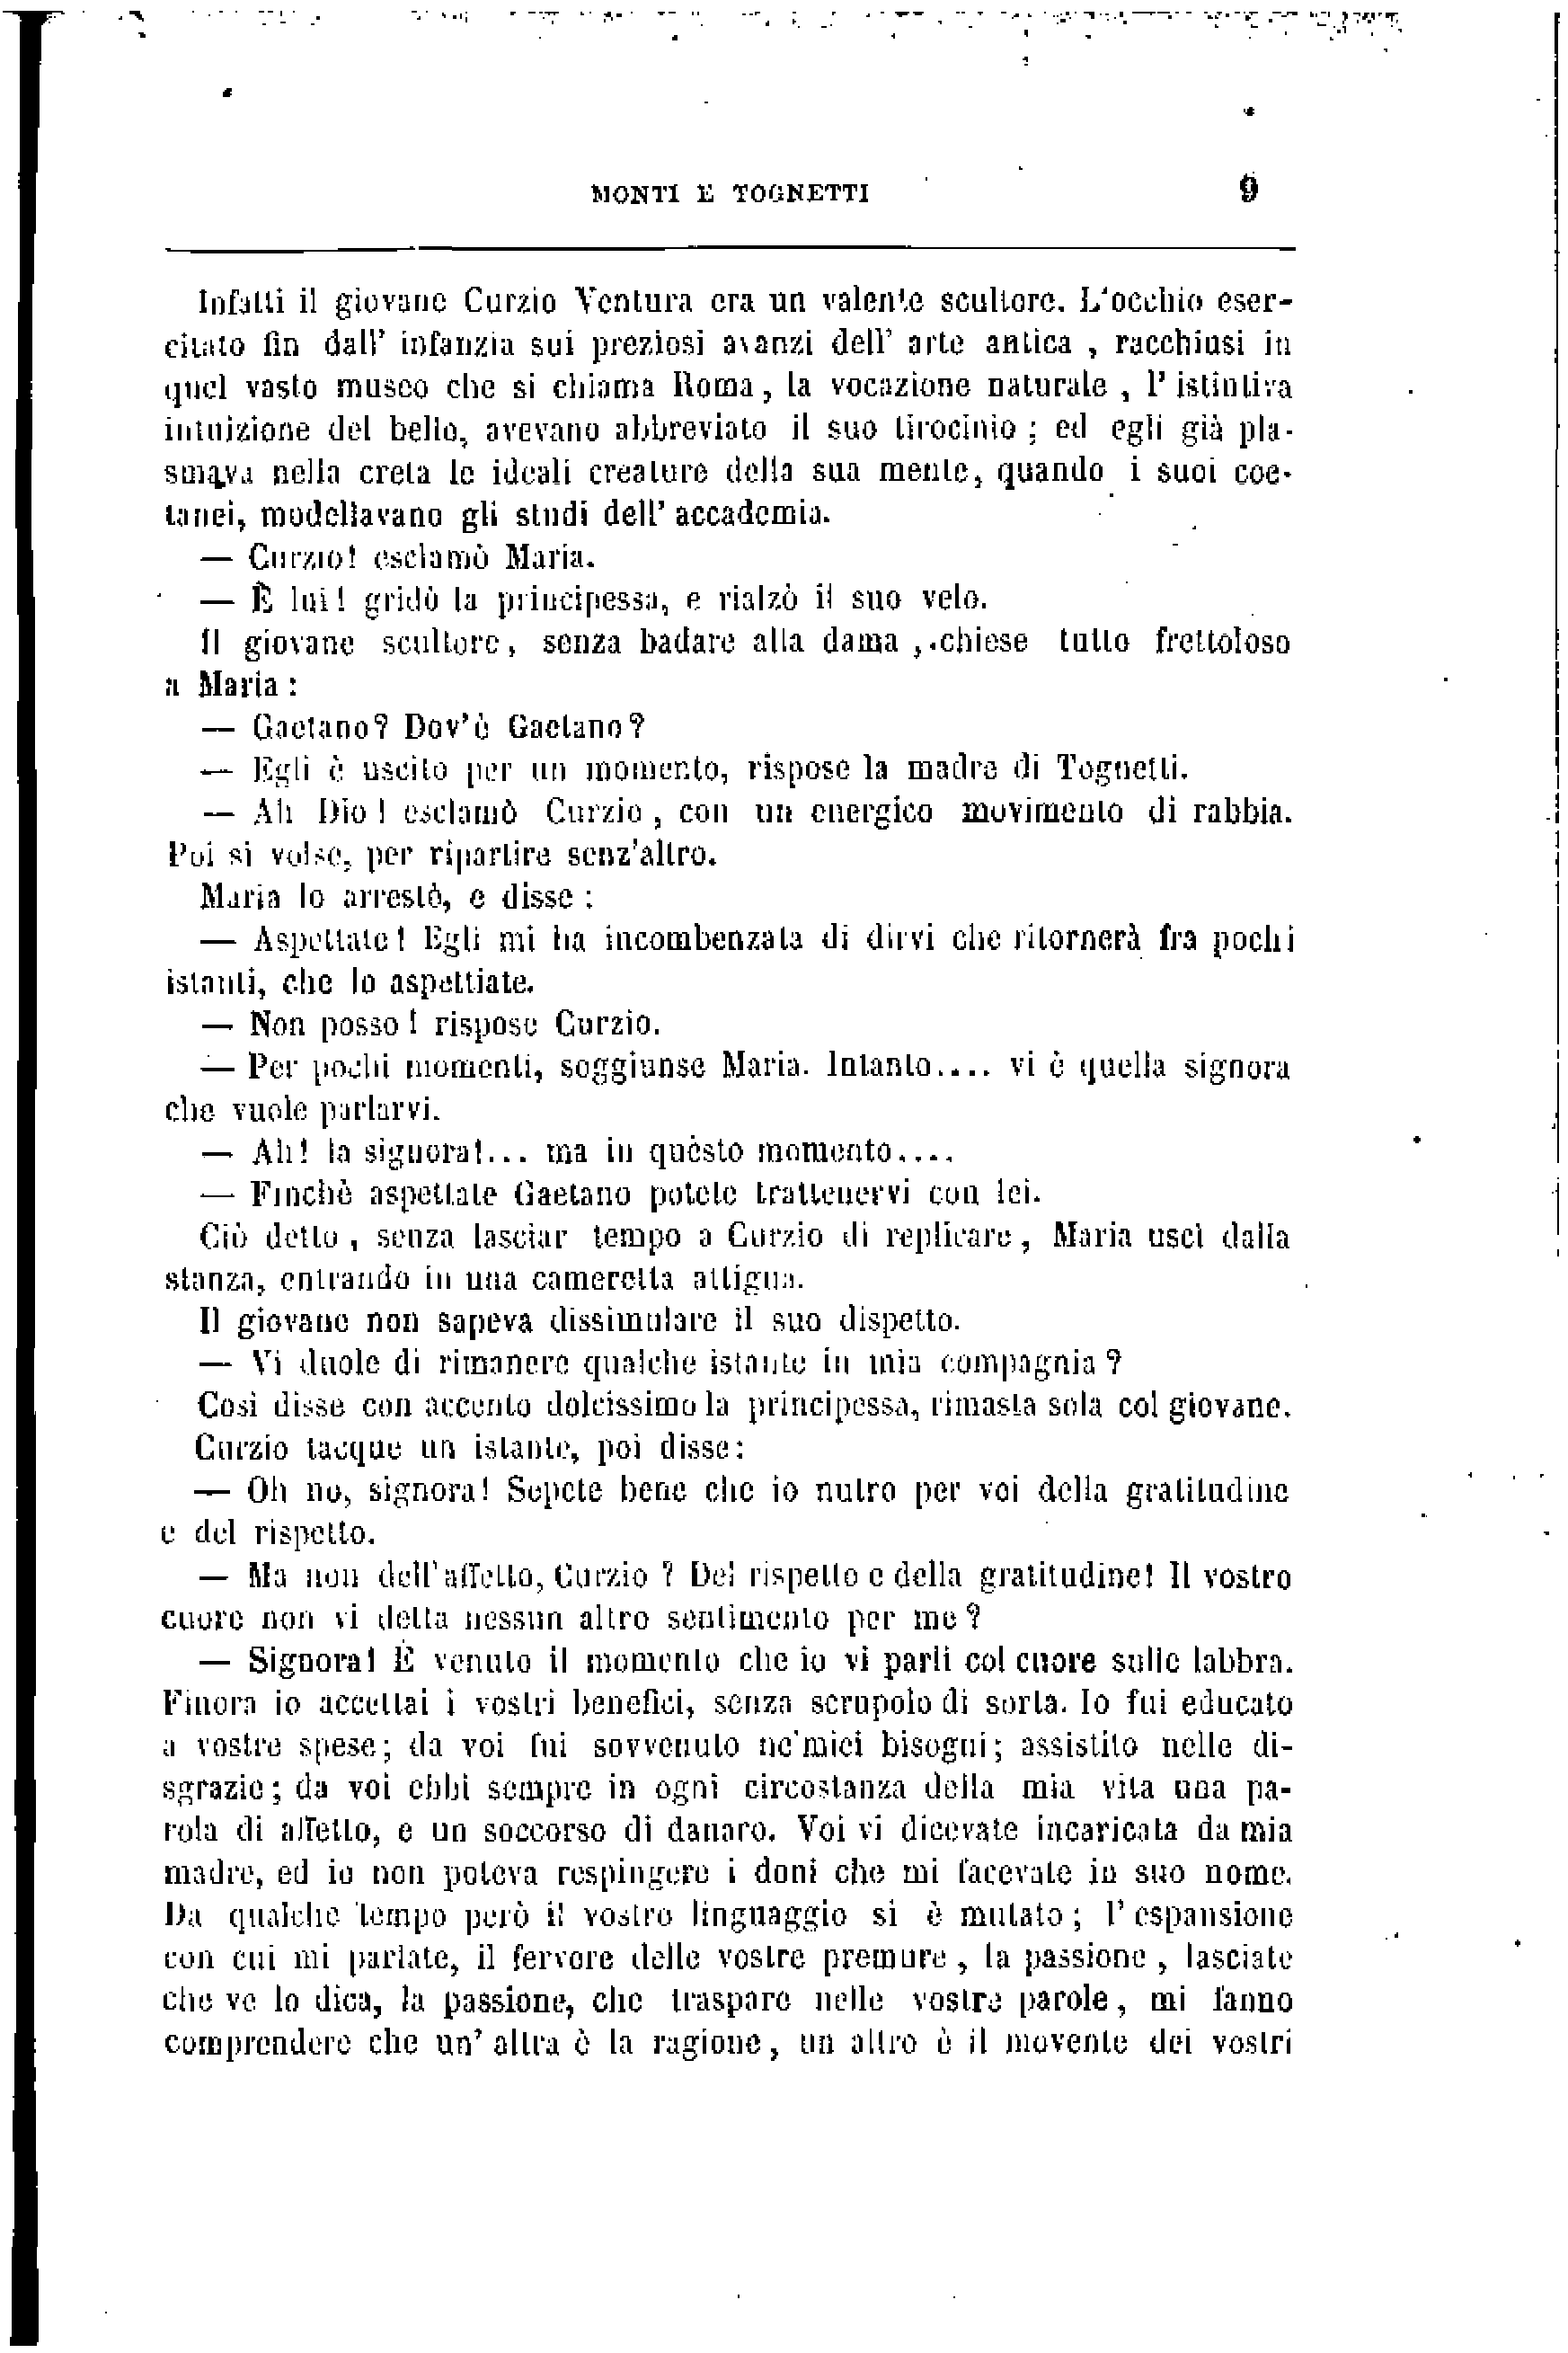 MONTI E TOGNETTI 9
Infatti il giovane Curzio Ventura era un valente scultore. L'occhio eser-
citato fin dall' infanzia sui preziosi avanzi dell' arte antica , racchiusi in
quel vasto museo che si chiama Roma, la vocazione naturale , l' istintiva
intuizione del bello, avevano abbreviato il suo tirocinio ; ed egli già pla-
smava nella creta le ideali creature della sua mente, quando i suoi coe-
tanei, modellavano gli studi dell' accademia.
— Curzio! esclamò Maria.
— È lui! gridò la principessa, e rialzò il suo velo.
Il giovane scultore, senza badare alla dama , chiese tutto frettoloso
a Maria :
— Gaetano? Dov'è Gaetano?
— Egli è uscito per un momento, rispose la madre di Tognetti.
— Ah Dio ! esclamò Curzio , con un energico movimento di rabbia.
Poi si volse, per ripartire senz'altro.
Maria lo arrestò, e disse :
— Aspettate! Egli mi ha incombenzata di dirvi che ritornerà fra pochi
istanti, che lo aspettiate.
— Non posso ! rispose Curzio.
— Per pochi momenti, soggiunse Maria. Intanto.... vi è quella signora
che vuole parlarvi.
— Ah! la signora!... ma in questo momento....
— Finchè aspettate Gaetano potete trattenervi con lei.
Ciò detto , senza lasciar tempo a Curzio di replicare , Maria uscì dalla
stanza, entrando in una cameretta attigua.
Il giovane non sapeva dissimulare il suo dispetto.
— Vi duole di rimanere qualche istante in mia compagnia ?
Così disse con accento dolcissimo la principessa, rimasta sola col giovane.
Curzio tacque un istante, poi disse:
— Oh no, signora! Sepete bene che io nutro per voi della gratitudine
e del rispetto.
— Ma non dell'affetto, Curzio ? Del rispetto e della gratitudine! Il vostro
cuore non vi detta nessun altro sentimento per me ?
— Signora! È venuto il momento che io vi parli col cuore sulle labbra.
Finora io accettai i vostri benefici, senza scrupolo di sorta. Io fui educato
a vostre spese; da voi fui sovvenuto ne'miei bisogni; assistito nelle di-
sgrazie; da voi ebbi sempre in ogni circostanza della mia vita una pa-
rola di affetto, e un soccorso di danaro. Voi vi dicevate incaricata da mia
madre, ed io non poteva respingere i doni che mi facevate in suo nome.
Da qualche tempo però il vostro linguaggio si è mutato ; l' espansione
con cui mi parlate, il fervore delle vostre premure , la passione , lasciate
che ve lo dica, la passione, che traspare nelle vostre parole , mi fanno
comprendere che un' altra è la ragione , un altro è il movente dei vostri